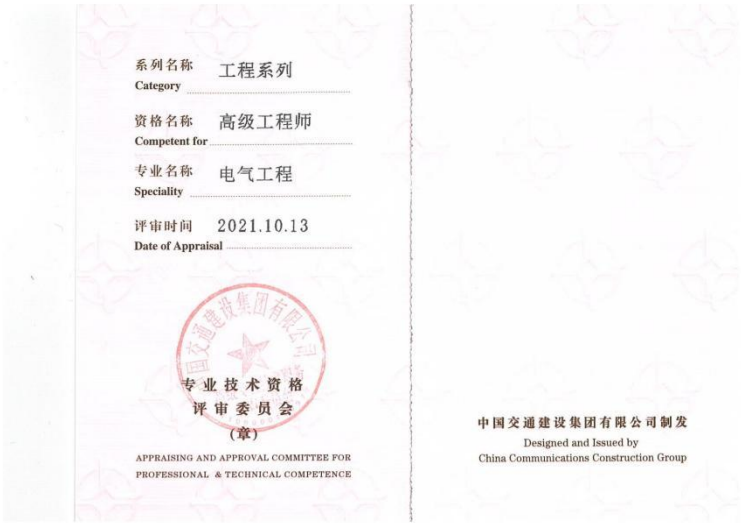 系列名称 工程系列
Category
资格名称 高级工程师
Competent for
专业名称 电气工程
Speciality
评审时间 2021.10.13
Date of Appraisal
中国交通建设集团有限公司
专业技术资格
评审委员会
(章)
APPRAISING AND APPROVAL COMMITTEE FOR
PROFESSIONAL & TECHNICAL COMPETENCE
中国交通建设集团有限公司制发
Designed and Issued by
China Communications Construction Group